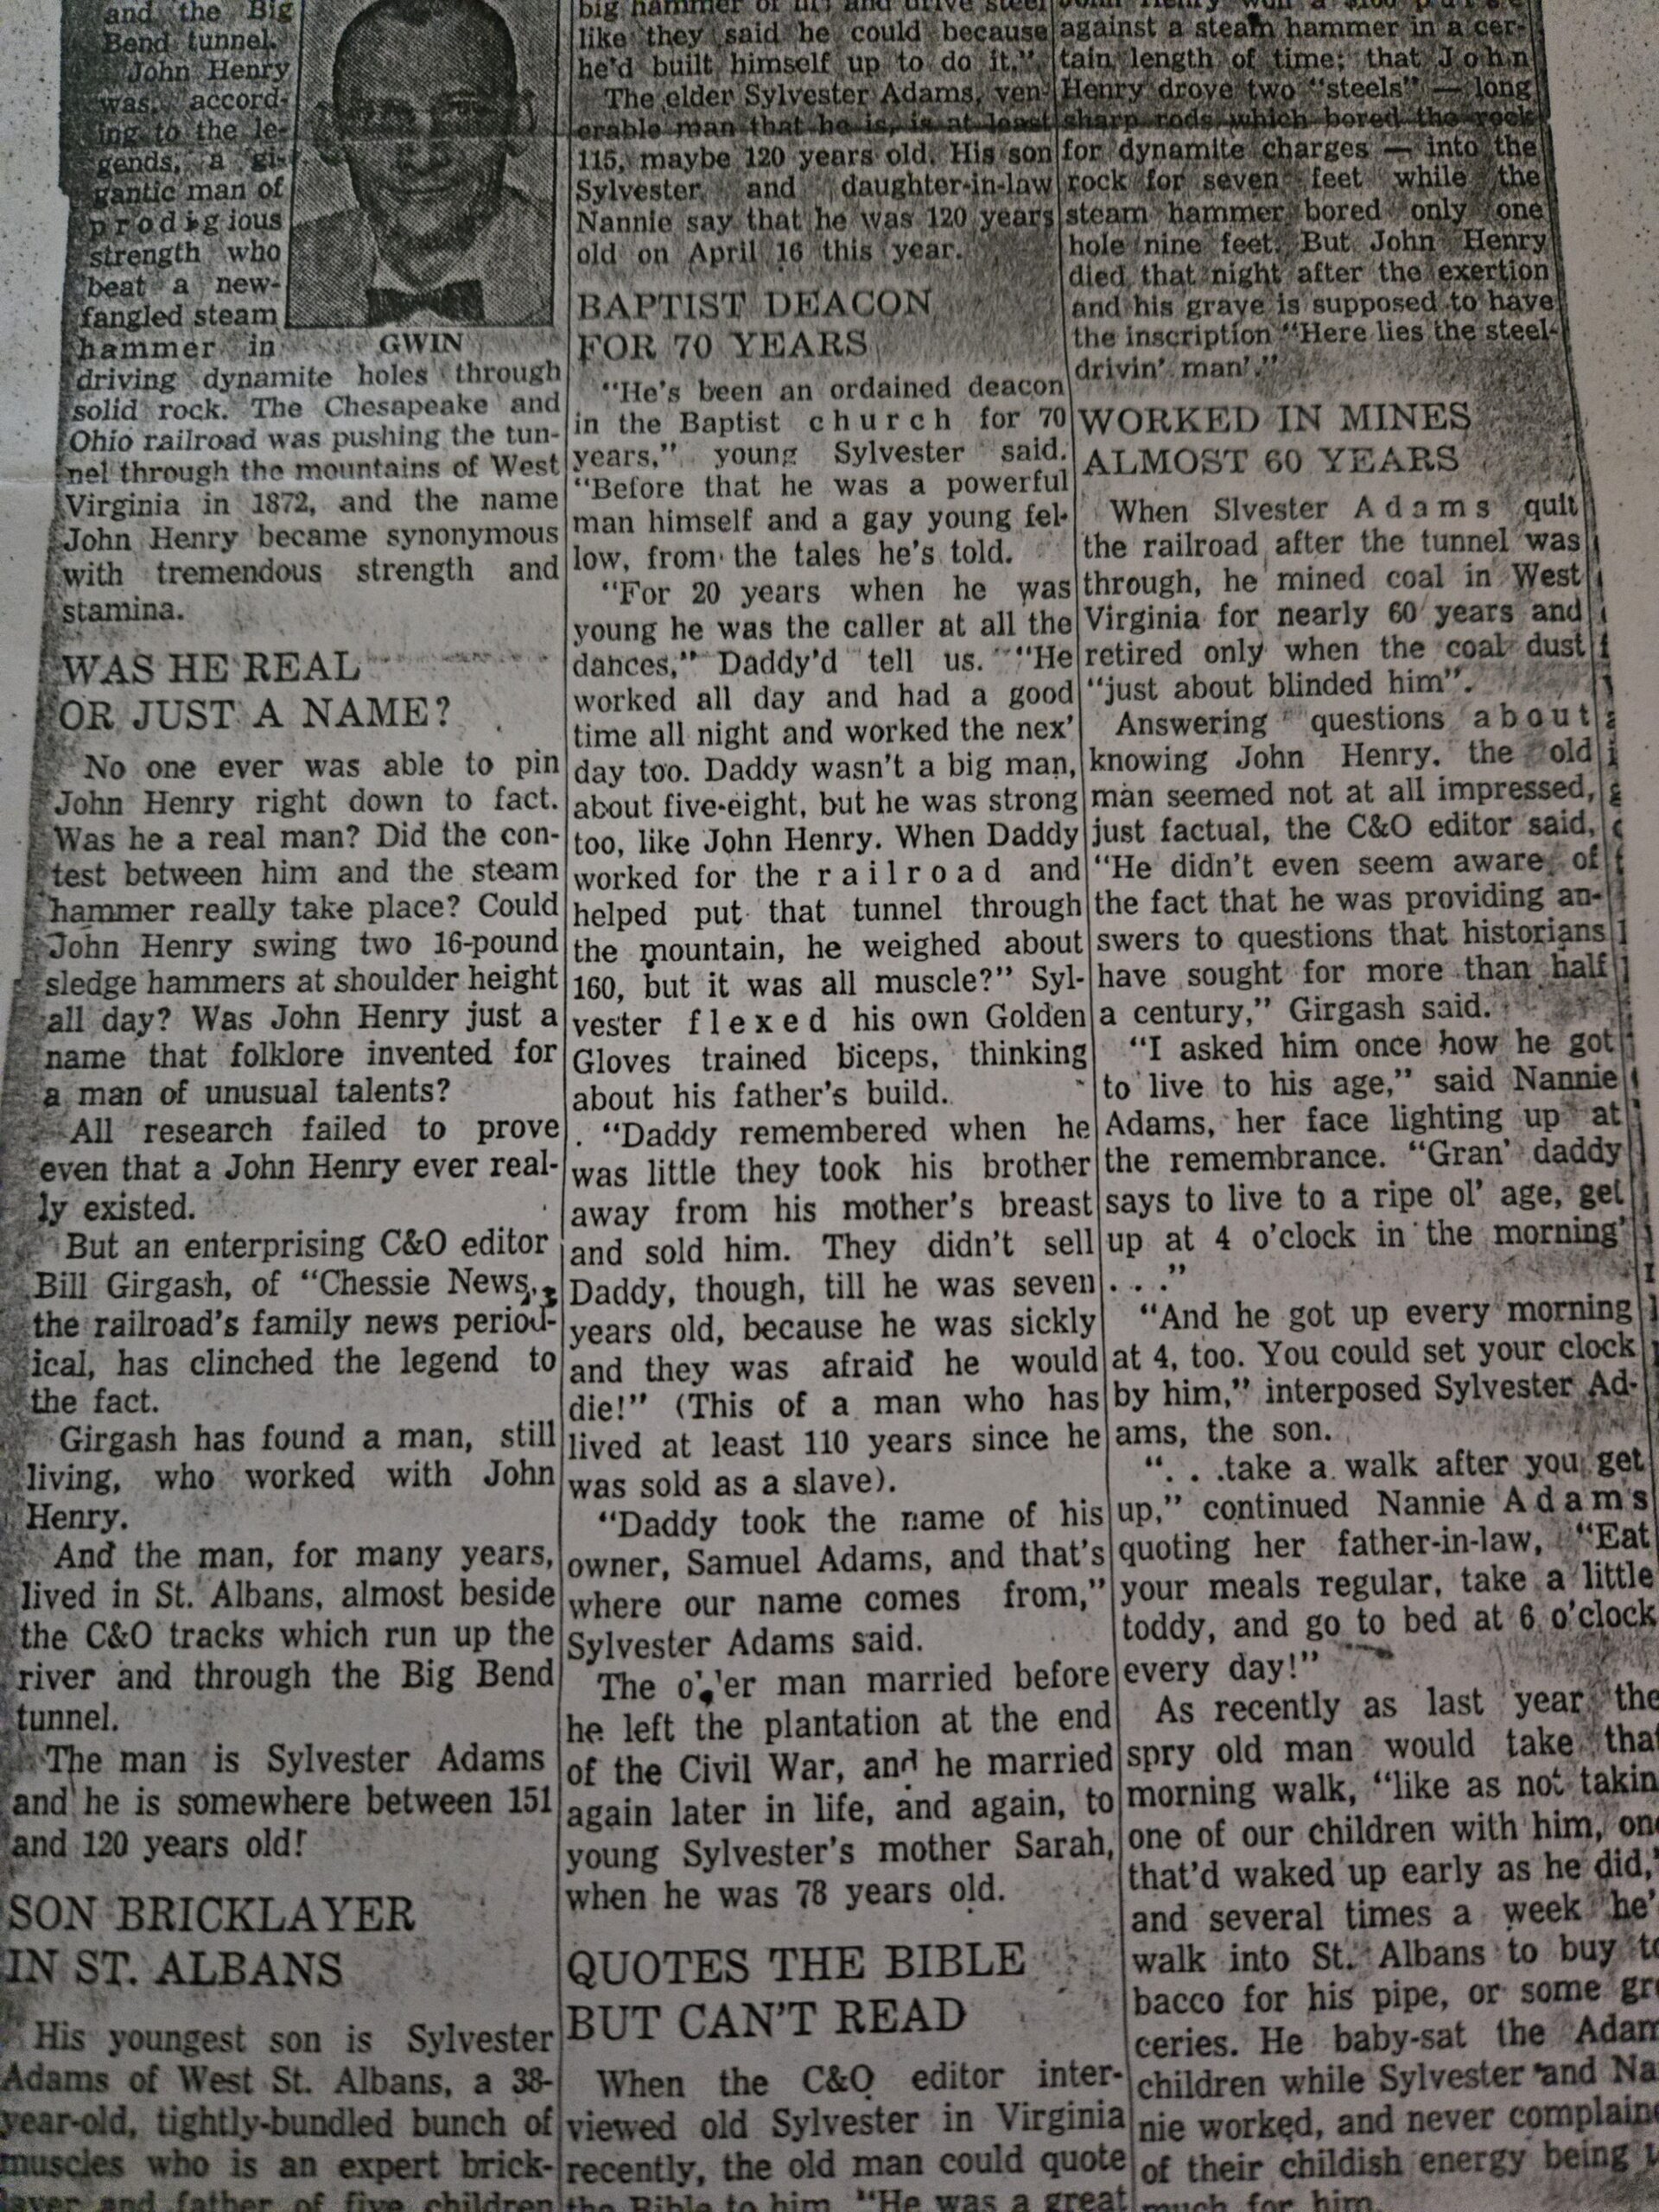 and the Big
Bend tunnel.
John Henry
was, accord-
ing to the le-
gends, a gi-
gantic man of
prodigious
strength who
beat a new-
fangled steam
hammer in
GWIN
driving dynamite holes through
solid rock. The Chesapeake and
Ohio railroad was pushing the tun-
nel through the mountains of West
Virginia in 1872, and the name
John Henry became synonymous
with tremendous strength and
stamina.
WAS HE REAL
OR JUST A NAME?
No one ever was able to pin
John Henry right down to fact.
Was he a real man? Did the con-
test between him and the steam
hammer really take place? Could
John Henry swing two 16-pound
sledge hammers at shoulder height
all day? Was John Henry just a
name that folklore invented for
a man of unusual talents?
All research failed to prove
even that a John Henry ever real-
ly existed.
But an enterprising C&O editor
Bill Girgash, of "Chessie News,
the railroad's family news period-
ical, has clinched the legend to
the fact.
Girgash has found a man, still
living, who worked with John
Henry.
And the man, for many years,
lived in St. Albans, almost beside
the C&O tracks which run up the
river and through the Big Bend
tunnel.
The man is Sylvester Adams
and he is somewhere between 151
and 120 years old!
SON BRICKLAYER
IN ST. ALBANS
His youngest son is Sylvester
Adams of West St. Albans, a 38-
year-old, tightly-bundled bunch of
muscles who is an expert brick-
layer and father of five children
big hammer of and drive steel
like they said he could because
he'd built himself up to do it."
The elder Sylvester Adams, ven-
erable man that he is, is at least
115, maybe 120 years old. His son
Sylvester and daughter-in-law
Nannie say that he was 120 years
old on April 16 this year.
BAPTIST DEACON
FOR 70 YEARS
"He's been an ordained deacon
in the Baptist church for 70
years," young Sylvester said.
"Before that he was a powerful
man himself and a gay young fel-
low, from the tales he's told.
"For 20 years when he was
young he was the caller at all the
dances," Daddy'd tell us. "He
worked all day and had a good
time all night and worked the nex'
day too. Daddy wasn't a big man,
about five-eight, but he was strong
too, like John Henry. When Daddy
worked for the railroad and
helped put that tunnel through
the mountain, he weighed about
160, but it was all muscle?" Syl-
vester flexed his own Golden
Gloves trained biceps, thinking
about his father's build.
"Daddy remembered when he
was little they took his brother
away from his mother's breast
and sold him. They didn't sell
Daddy, though, till he was seven
years old, because he was sickly
and they was afraid he would
die!" (This of a man who has
lived at least 110 years since he
was sold as a slave).
"Daddy took the name of his
owner, Samuel Adams, and that's
where our name comes from,"
Sylvester Adams said.
The man married before
he left the plantation at the end
of the Civil War, and he married
again later in life, and again, to
young Sylvester's mother Sarah,
when he was 78 years old.
QUOTES THE BIBLE
BUT CAN'T READ
When the C&O editor inter-
viewed old Sylvester in Virginia
recently, the old man could quote
the Bible to him. "He was a great
John Henry won a $100 purse
against a steam hammer in a cer-
tain length of time; that John
Henry drove two "steels" — long
sharp rods which bored the rock
for dynamite charges — into the
rock for seven feet while the
steam hammer bored only one
hole nine feet. But John Henry
died that night after the exertion
and his grave is supposed to have
the inscription "Here lies the steel-
drivin' man'."
WORKED IN MINES
ALMOST 60 YEARS
When Slvester Adams quit
the railroad after the tunnel was
through, he mined coal in West
Virginia for nearly 60 years and
retired only when the coal dust
"just about blinded him".
Answering questions about
knowing John Henry, the old
man seemed not at all impressed,
just factual, the C&O editor said,
"He didn't even seem aware of
the fact that he was providing an-
swers to questions that historians
have sought for more than half
a century," Girgash said.
"I asked him once how he got
to live to his age," said Nannie
Adams, her face lighting up at
the remembrance. "Gran' daddy
says to live to a ripe ol' age, get
up at 4 o'clock in the morning'
. . ."
"And he got up every morning
at 4, too. You could set your clock
by him," interposed Sylvester Ad-
ams, the son.
". . .take a walk after you get
up," continued Nannie Adams
quoting her father-in-law, "Eat
your meals regular, take a little
toddy, and go to bed at 6 o'clock
every day!"
As recently as last year the
spry old man would take that
morning walk, "like as not takin
one of our children with him, one
that'd waked up early as he did,"
and several times a week he'
walk into St. Albans to buy to
bacco for his pipe, or some gro
ceries. He baby-sat the Adam
children while Sylvester and Na
nie worked, and never complain
of their childish energy being
much for him.